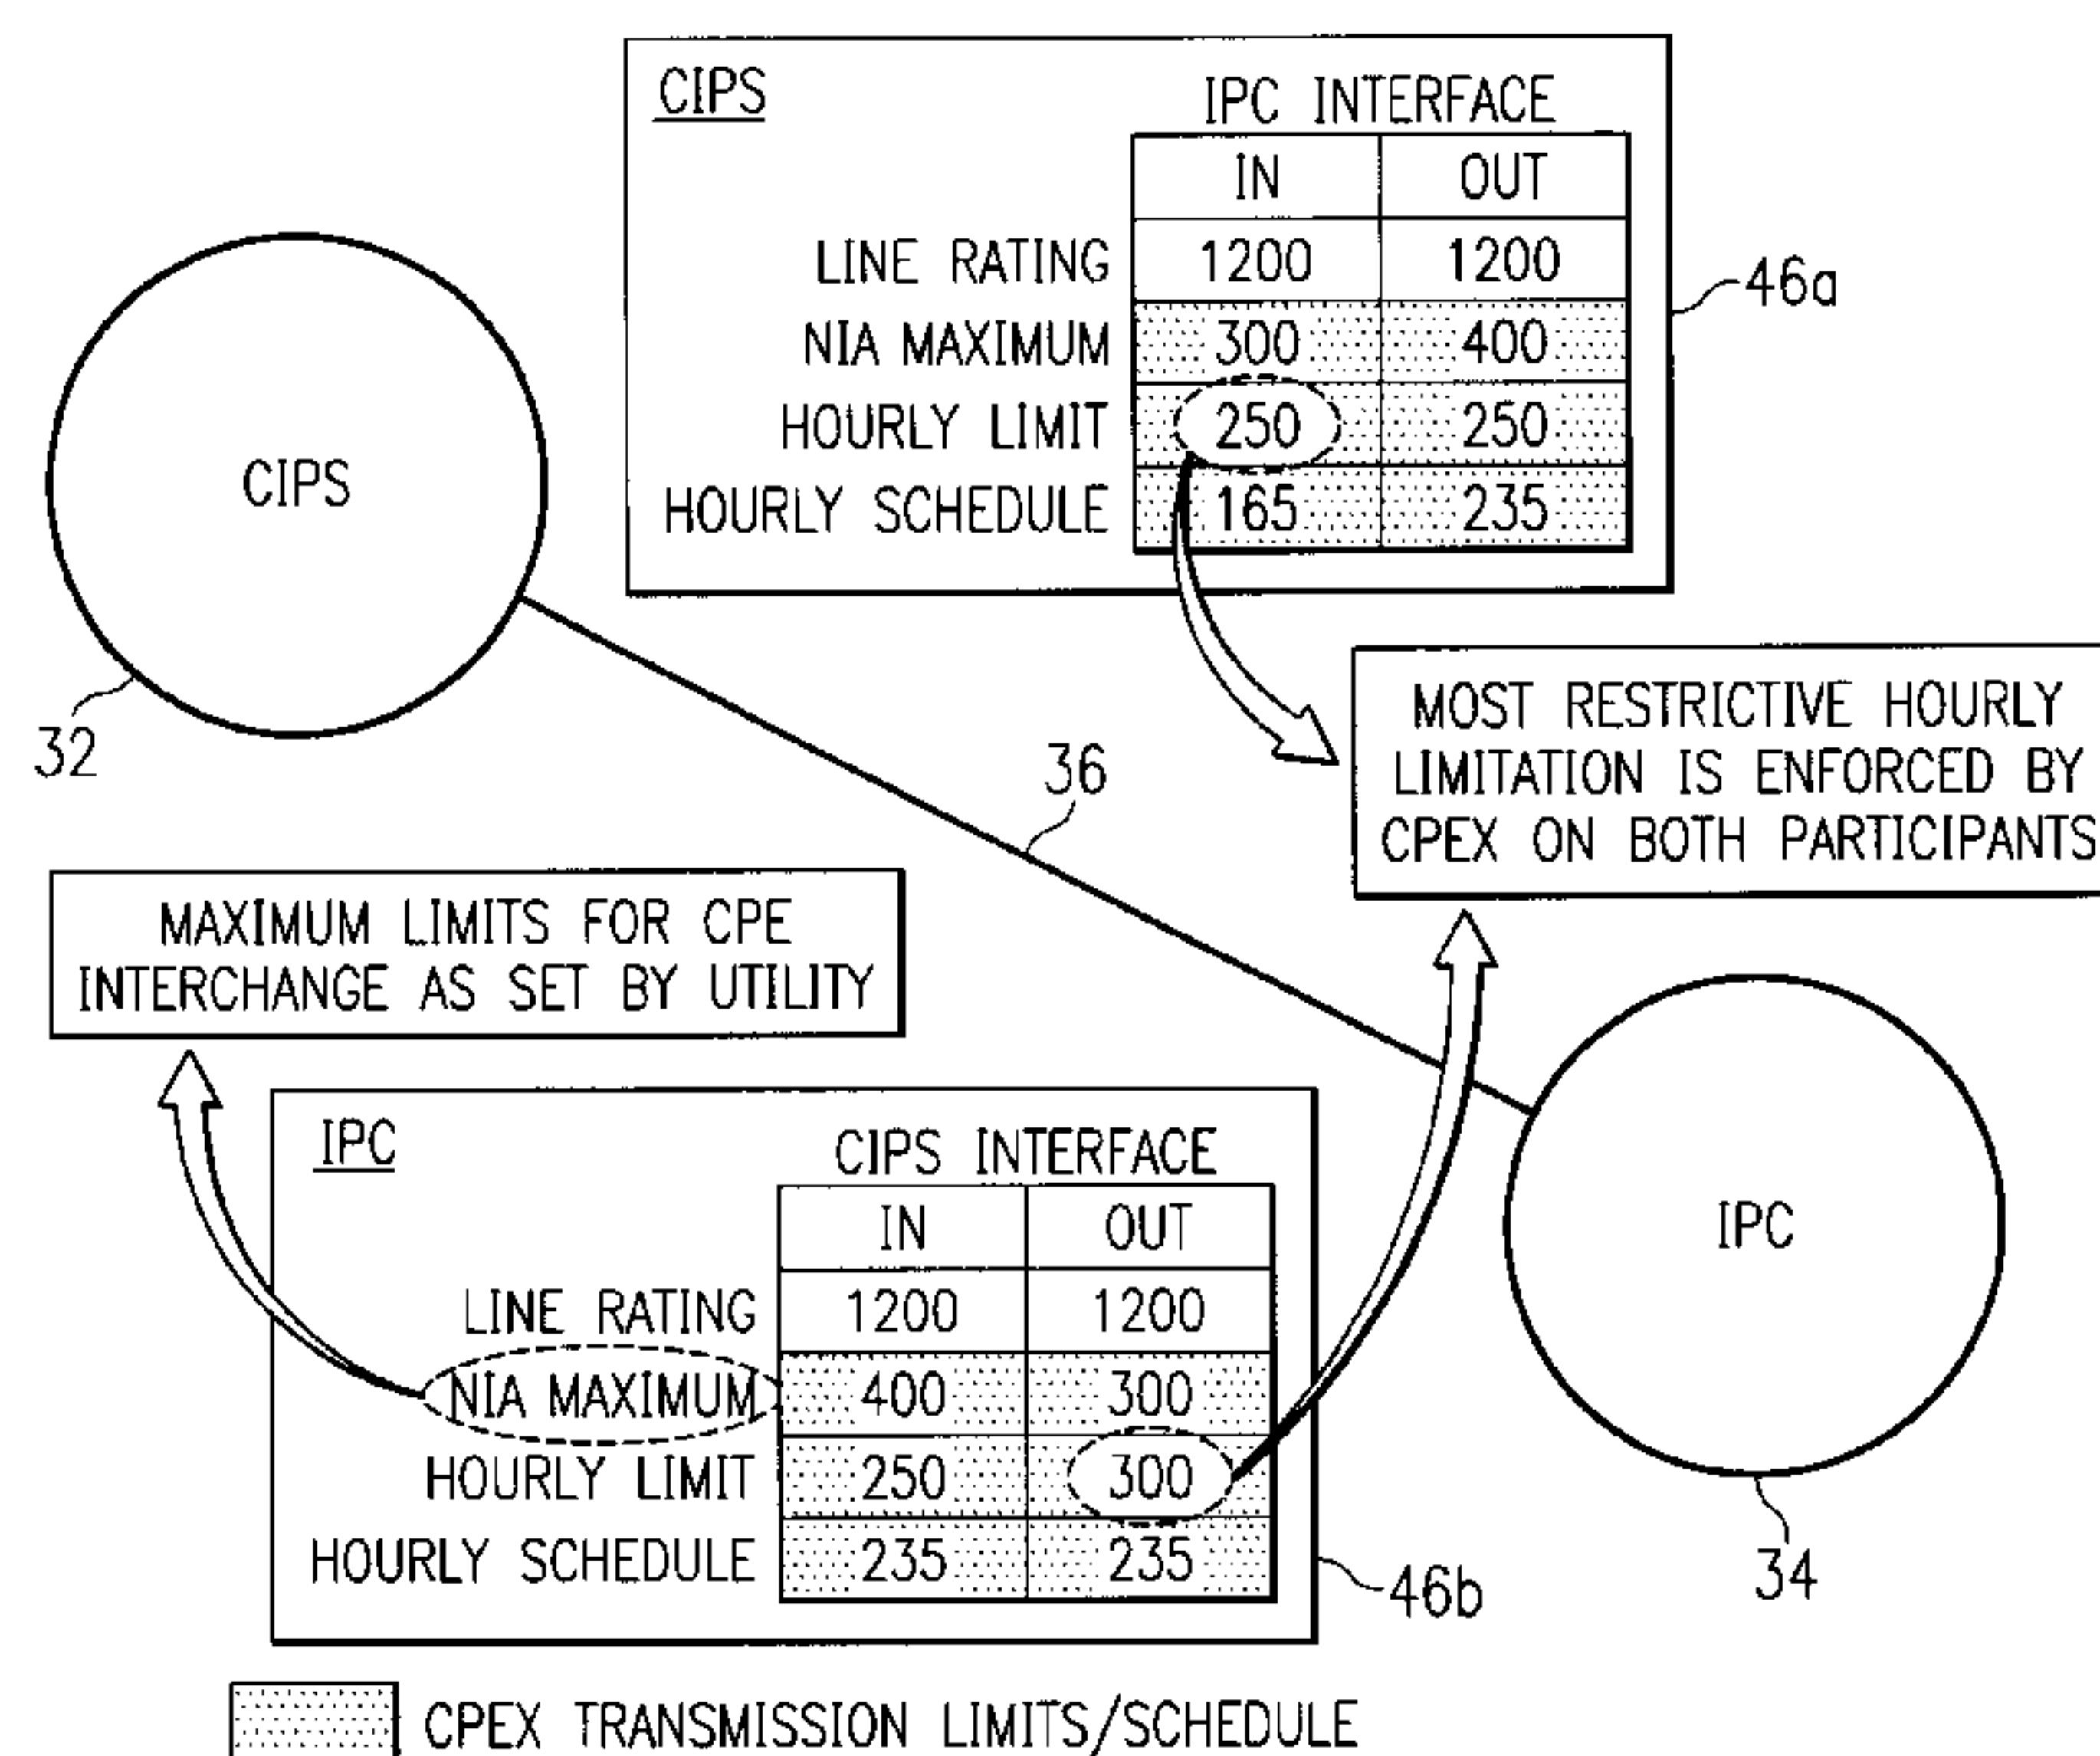 CIPS
IPC INTERFACE
IN OUT
LINE RATING 1200 1200
NIA MAXIMUM 300 400
HOURLY LIMIT 250 250
HOURLY SCHEDULE 165 235
46a
CIPS
32
36
MOST RESTRICTIVE HOURLY
LIMITATION IS ENFORCED BY
CPEX ON BOTH PARTICIPANTS
MAXIMUM LIMITS FOR CPE
INTERCHANGE AS SET BY UTILITY
IPC
CIPS INTERFACE
IN OUT
LINE RATING 1200 1200
NIA MAXIMUM 400 300
HOURLY LIMIT 250 300
HOURLY SCHEDULE 235 235
46b
IPC
34
CPEX TRANSMISSION LIMITS/SCHEDULE